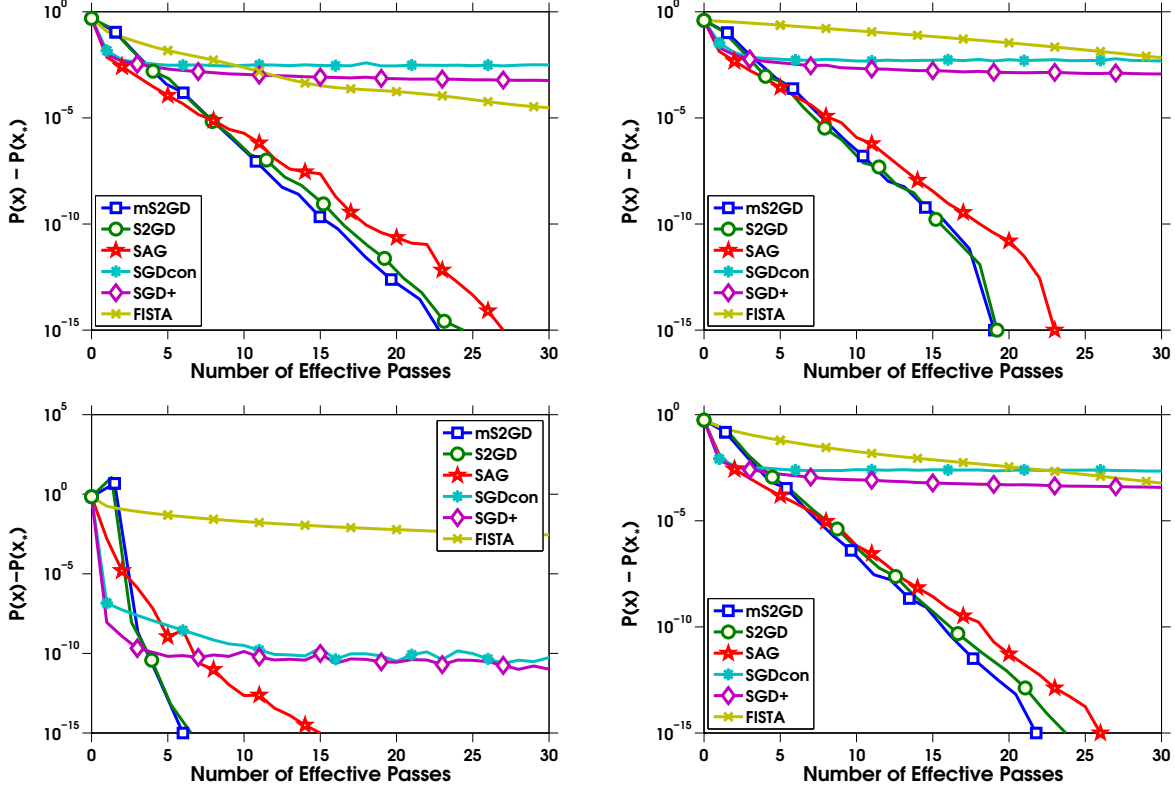 10^0
10^-5
10^-10
10^-15
P(x) − P(x*)
mS2GD
S2GD
SAG
SGDcon
SGD+
FISTA
0 5 10 15 20 25 30
Number of Effective Passes
10^0
10^-5
10^-10
10^-15
P(x) − P(x*)
mS2GD
S2GD
SAG
SGDcon
SGD+
FISTA
0 5 10 15 20 25 30
Number of Effective Passes
10^5
10^0
10^-5
10^-10
10^-15
P(x)−P(x*)
mS2GD
S2GD
SAG
SGDcon
SGD+
FISTA
0 5 10 15 20 25 30
Number of Effective Passes
10^0
10^-5
10^-10
10^-15
P(x) − P(x*)
mS2GD
S2GD
SAG
SGDcon
SGD+
FISTA
0 5 10 15 20 25 30
Number of Effective Passes